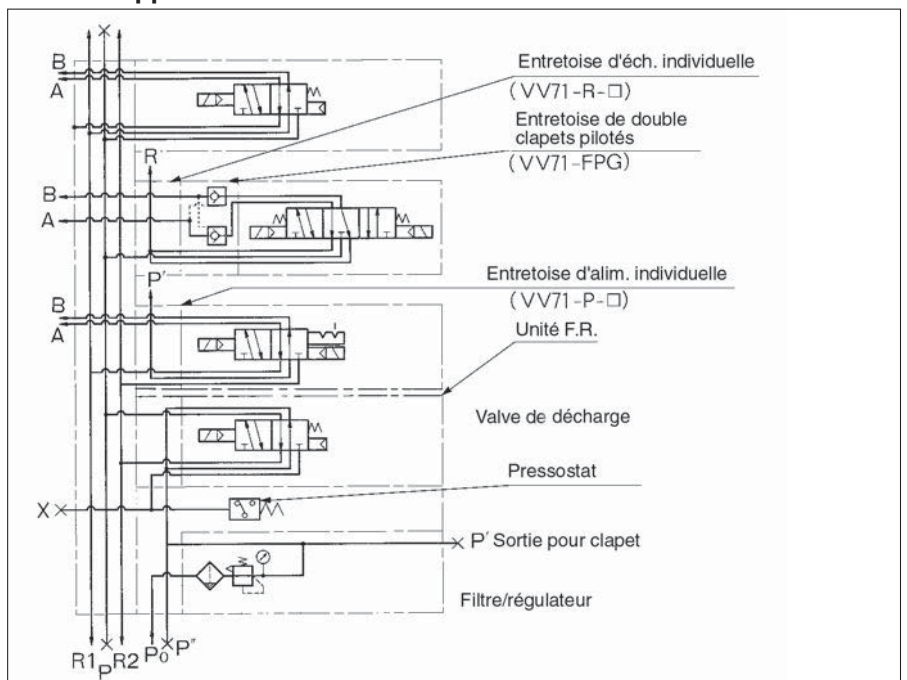 B
A
Entretoise d'éch. individuelle
(VV71-R-□)
Entretoise de double
clapets pilotés
(VV71-FPG)
R
B
A
Entretoise d'alim. individuelle
(VV71-P-□)
P'
B
A
Unité F.R.
Valve de décharge
Pressostat
X
P' Sortie pour clapet
Filtre/régulateur
R1 P R2 P0 P"